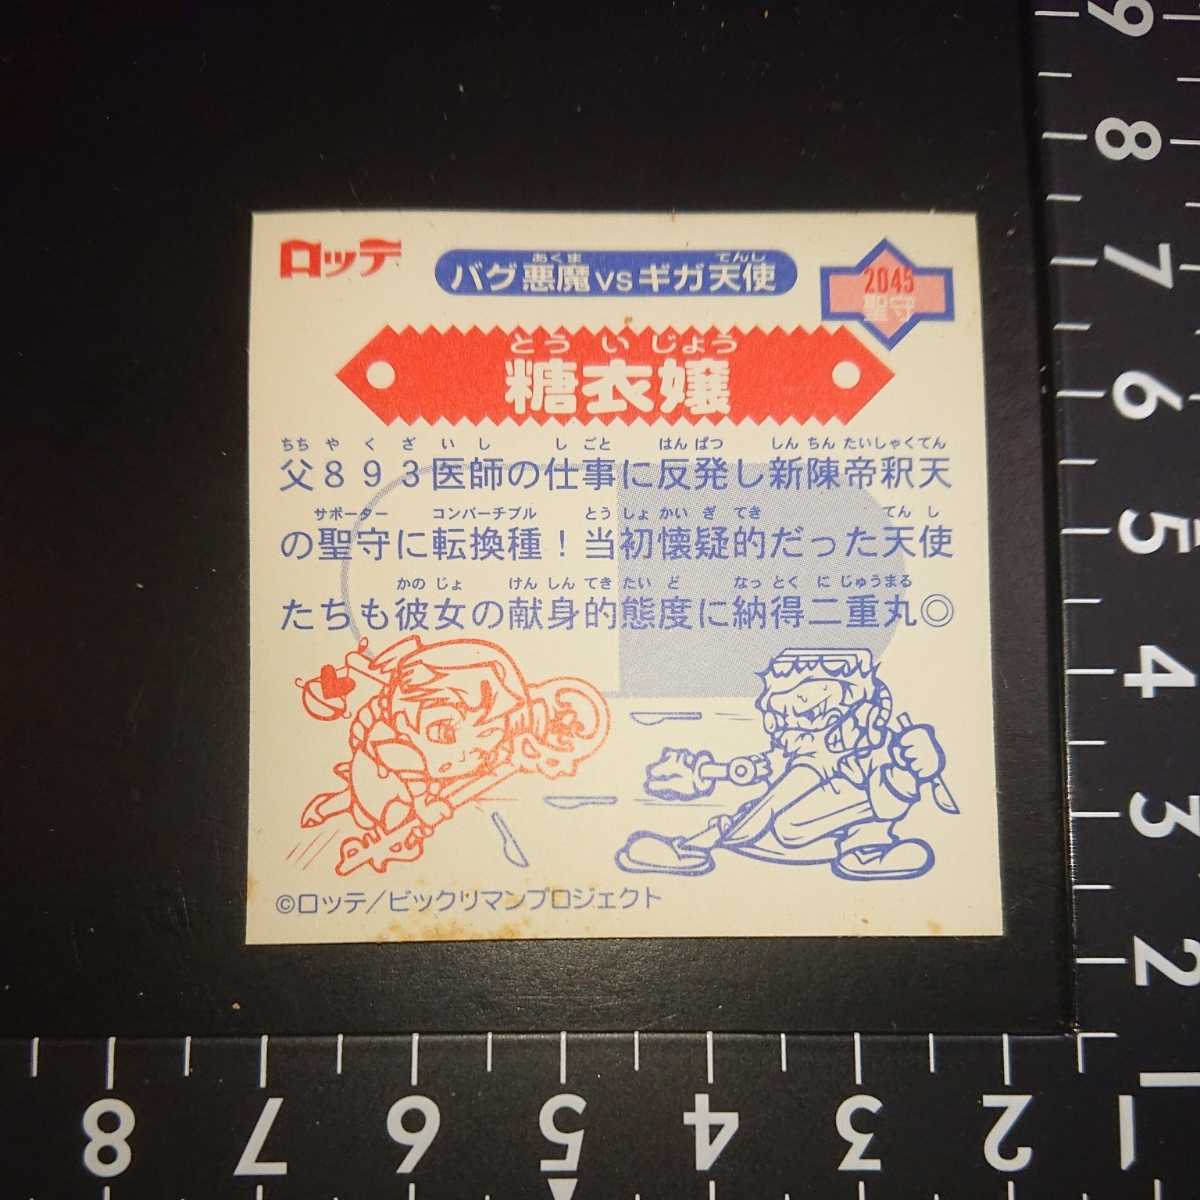 ロッテ
バグ悪魔vsギガ天使
あくま てんし
2045
聖守
とういじょう
糖衣嬢
ちち や く ざ い し し ごと はん ぱつ しん ちん たいしゃくてん
父893医師の仕事に反発し新陳帝釈天
サポーター コンバーチブル とう しょ かい ぎ てき てん し
の聖守に転換種!当初懐疑的だった天使
かの じょ けん しん てき たい ど なっ とく に じゅうまる
たちも彼女の献身的態度に納得二重丸◎
©ロッテ/ビックリマンプロジェクト
9
8
7
6
5
4
3
2
1
8 7 6 5 4 3 2 1